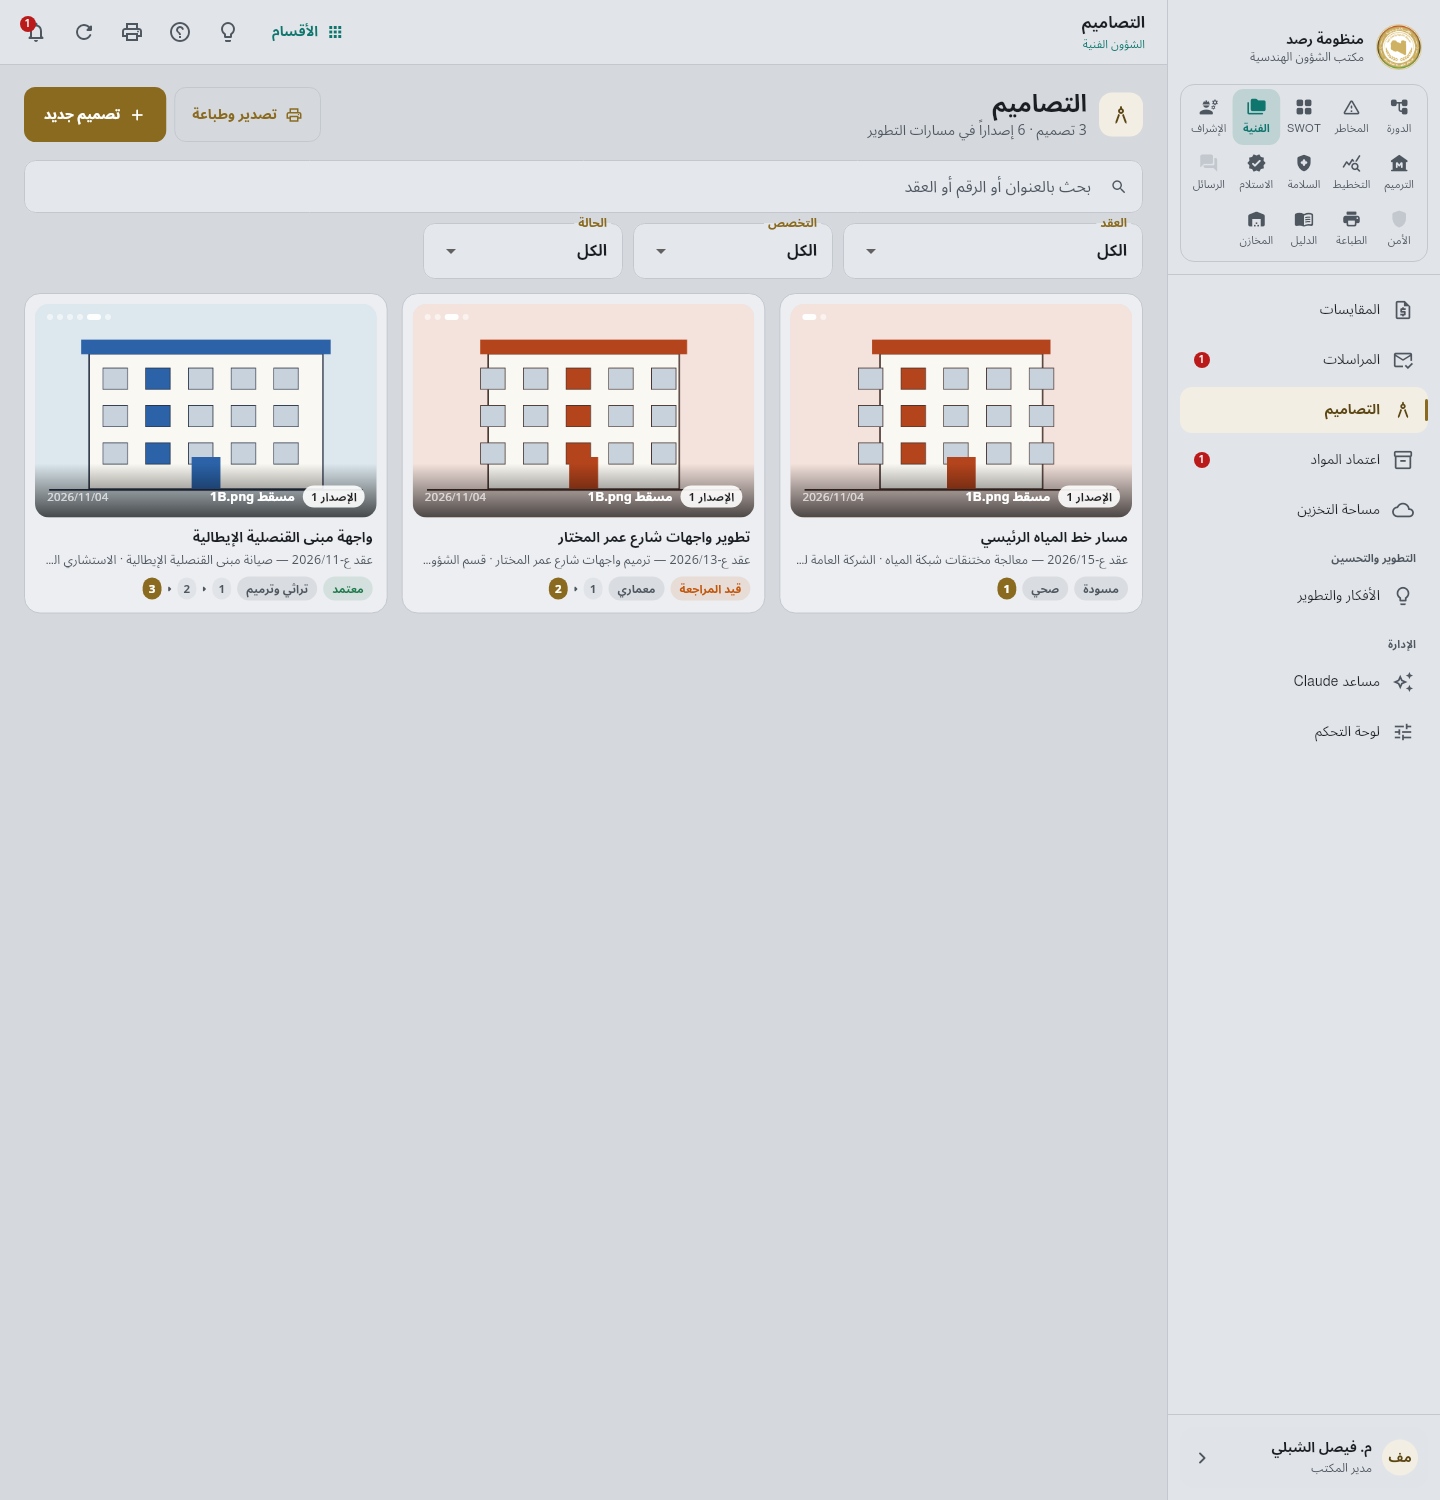 منظومة رصد
مكتب الشؤون الهندسية
الدورة
المخاطر
SWOT
الفنية
الإشراف
الترميم
التخطيط
السلامة
الاستلام
الرسائل
الأمن
الطباعة
الدليل
المخازن
المقايسات
المراسلات
1
التصاميم
اعتماد المواد
1
مساحة التخزين
التطوير والتحسين
الأفكار والتطوير
الإدارة
مساعد Claude
لوحة التحكم
م. فيصل الشبلي
مدير المكتب
مف
التصاميم
الشؤون الفنية
الأقسام
1
التصاميم
3 تصميم · 6 إصداراً في مسارات التطوير
تصدير وطباعة
تصميم جديد
بحث بالعنوان أو الرقم أو العقد
العقد
الكل
التخصص
الكل
الحالة
الكل
الإصدار 1
مسقط 1B.png
2026/11/04
مسار خط المياه الرئيسي
عقد ع-2026/15 — معالجة مختنقات شبكة المياه · الشركة العامة لـ...
مسودة
صحي
1
الإصدار 1
مسقط 1B.png
2026/11/04
تطوير واجهات شارع عمر المختار
عقد ع-2026/13 — ترميم واجهات شارع عمر المختار · قسم الشؤو...
قيد المراجعة
معماري
1
2
الإصدار 1
مسقط 1B.png
2026/11/04
واجهة مبنى القنصلية الإيطالية
عقد ع-2026/11 — صيانة مبنى القنصلية الإيطالية · الاستشاري الـ...
معتمد
تراثي وترميم
1
2
3